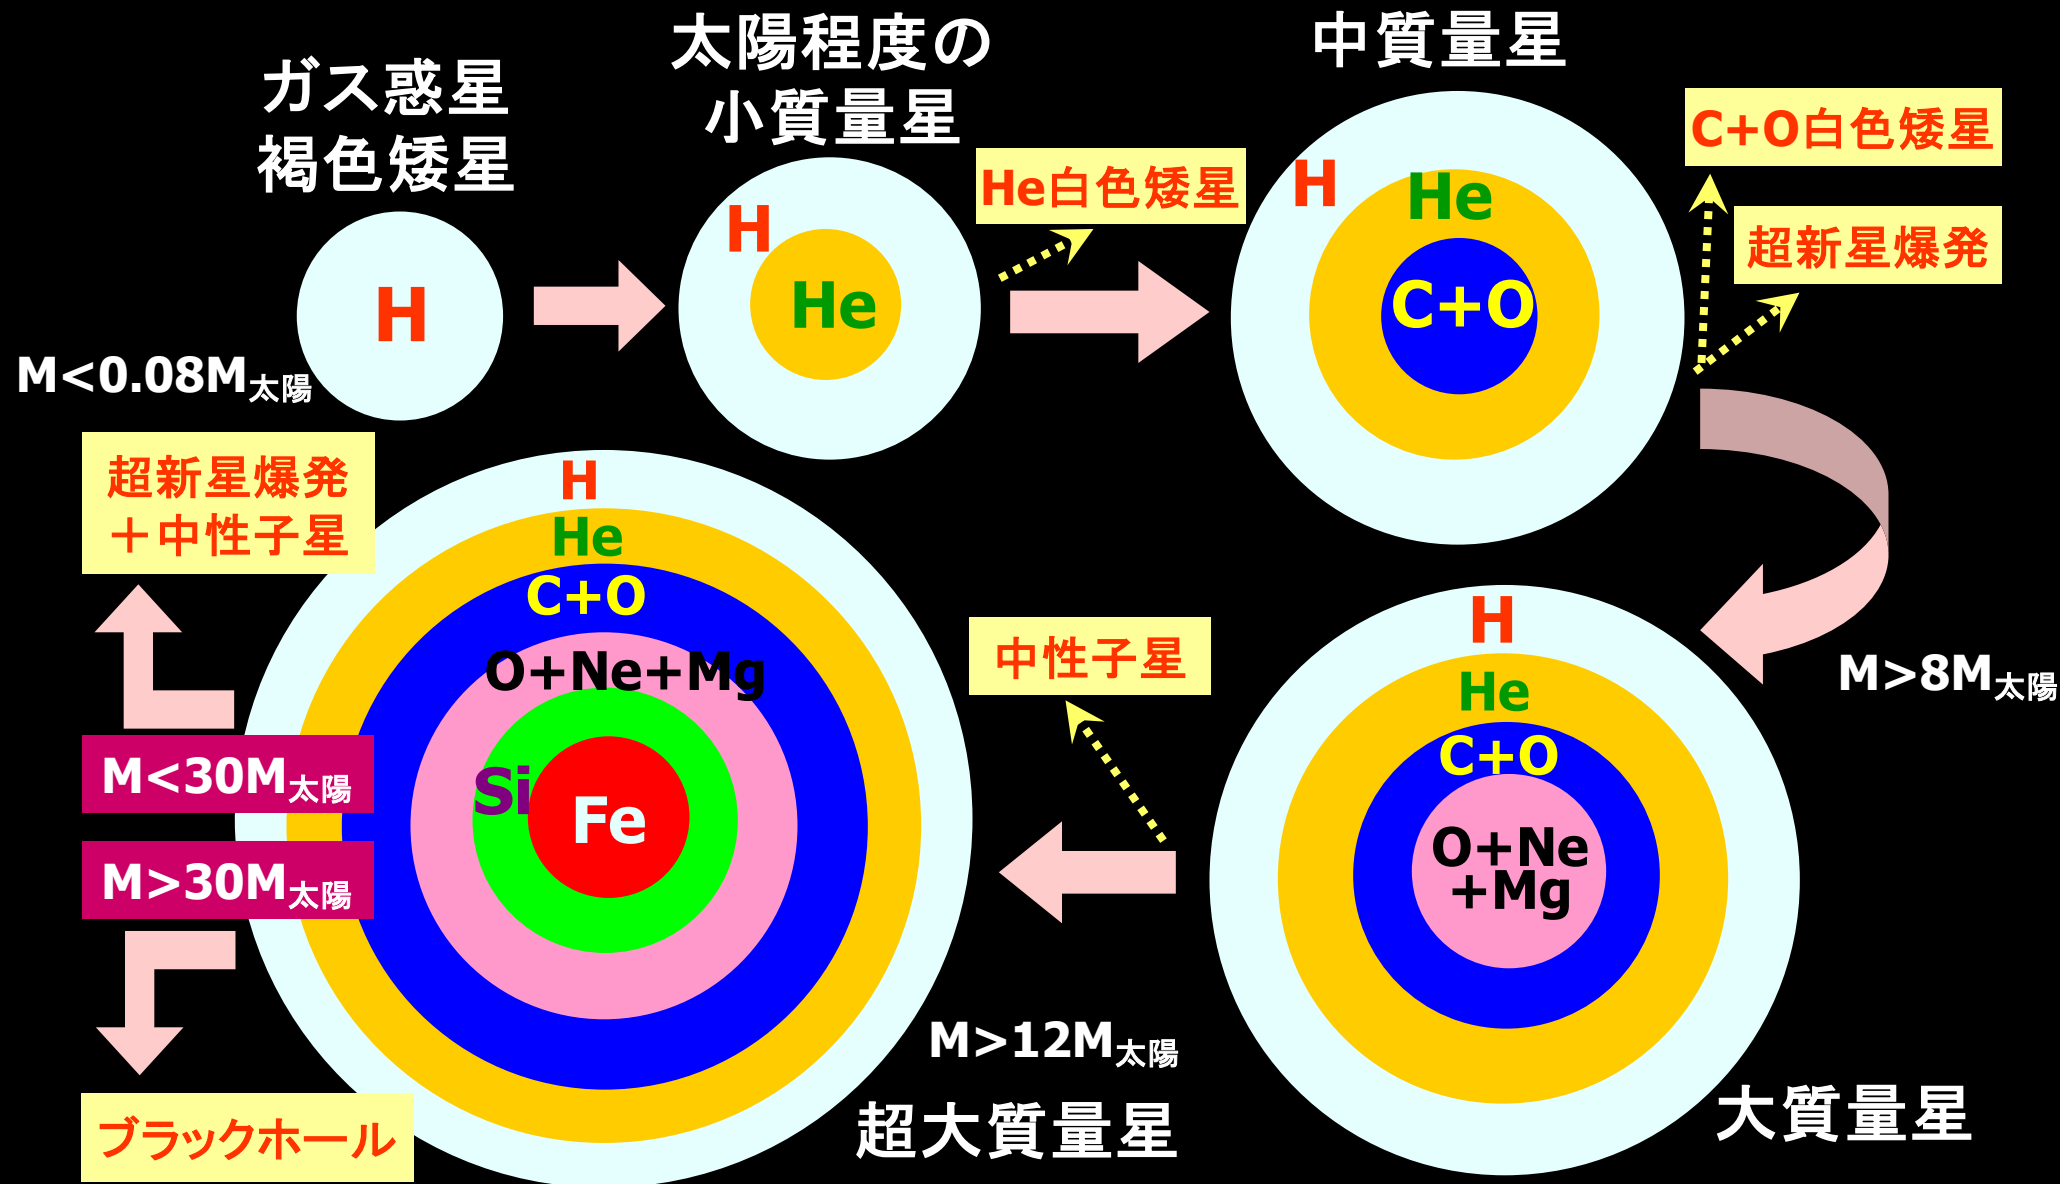 ガス惑星
褐色矮星
H
M<0.08M太陽
太陽程度の
小質量星
H
He
He白色矮星
中質量星
H
He
C+O
C+O白色矮星
超新星爆発
M>8M太陽
H
He
C+O
O+Ne
+Mg
大質量星
中性子星
M>12M太陽
超大質量星
H
He
C+O
O+Ne+Mg
Si
Fe
超新星爆発
＋中性子星
M<30M太陽
M>30M太陽
ブラックホール